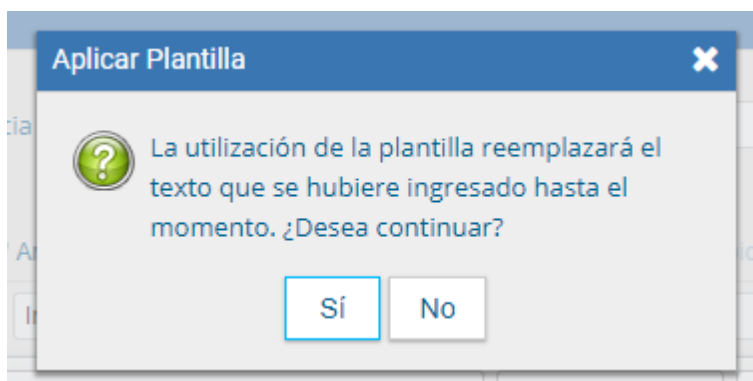 Aplicar Plantilla
La utilización de la plantilla reemplazará el
texto que se hubiere ingresado hasta el
momento. ¿Desea continuar?
Sí
No